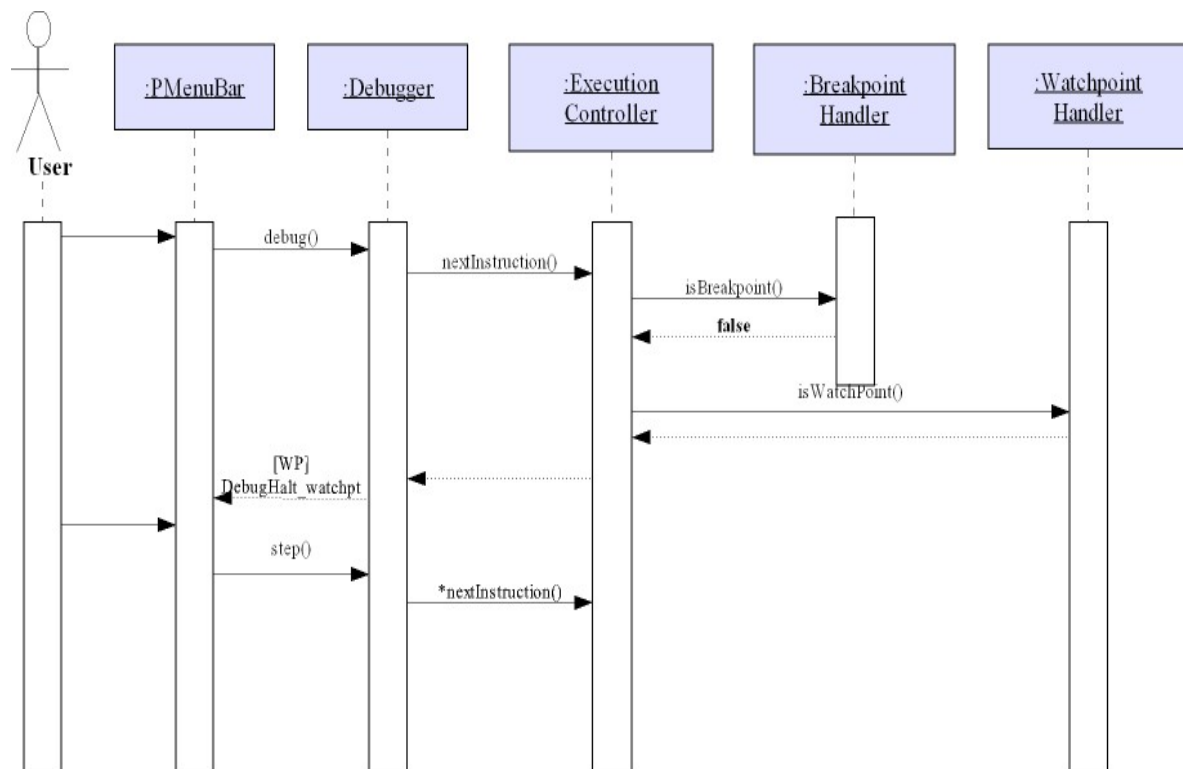 :PMenuBar
:Debugger
:Execution
Controller
:Breakpoint
Handler
:Watchpoint
Handler
User
debug()
nextInstruction()
isBreakpoint()
false
isWatchPoint()
[WP]
DebugHalt_watchpt
step()
*nextInstruction()